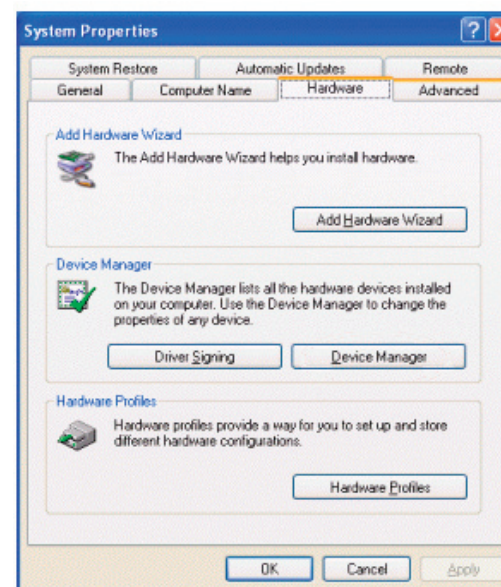 System Properties
System Restore Automatic Updates Remote
General Computer Name Hardware Advanced
Add Hardware Wizard
The Add Hardware Wizard helps you install hardware.
Add Hardware Wizard
Device Manager
The Device Manager lists all the hardware devices installed
on your computer. Use the Device Manager to change the
properties of any device.
Driver Signing Device Manager
Hardware Profiles
Hardware profiles provide a way for you to set up and store
different hardware configurations.
Hardware Profiles
OK Cancel Apply